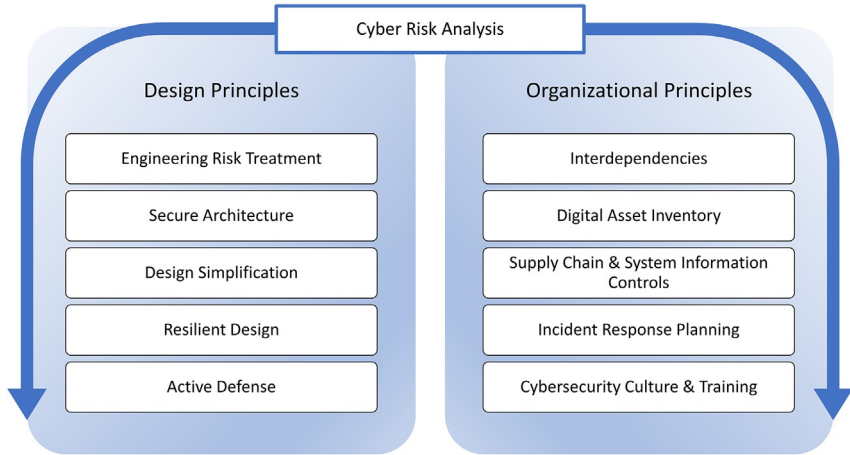 Cyber Risk Analysis
Design Principles
Engineering Risk Treatment
Secure Architecture
Design Simplification
Resilient Design
Active Defense
Organizational Principles
Interdependencies
Digital Asset Inventory
Supply Chain & System Information
Controls
Incident Response Planning
Cybersecurity Culture & Training